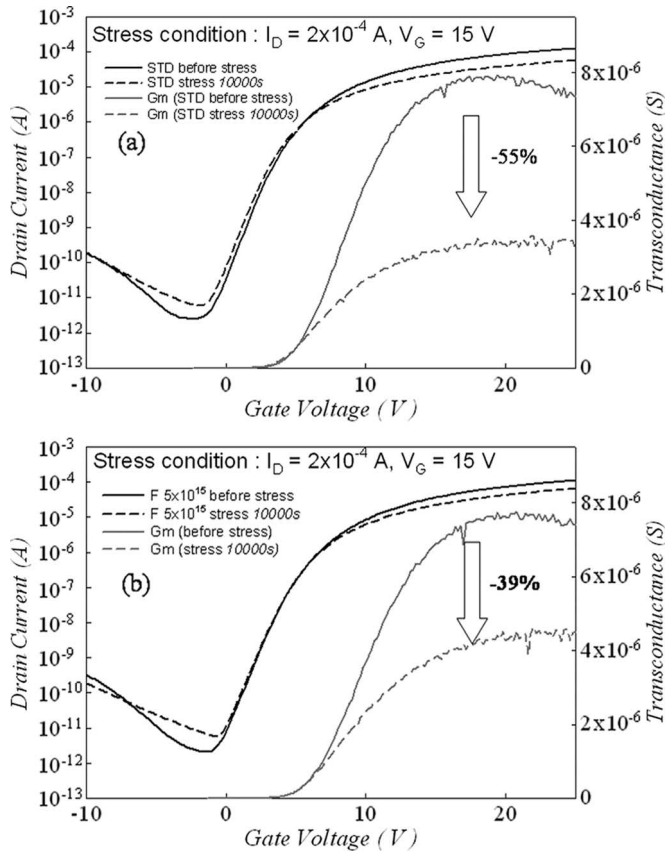 Stress condition : I_D = 2x10⁻⁴ A, V_G = 15 V
STD before stress
STD stress 10000s
Gm (STD before stress)
Gm (STD stress 10000s)
(a)
-55%
10⁻³
10⁻⁴
10⁻⁵
10⁻⁶
10⁻⁷
10⁻⁸
10⁻⁹
10⁻¹⁰
10⁻¹¹
10⁻¹²
10⁻¹³
Drain Current (A)
8x10⁻⁶
6x10⁻⁶
4x10⁻⁶
2x10⁻⁶
0
Transconductance (S)
-10 0 10 20
Gate Voltage (V)
Stress condition : I_D = 2x10⁻⁴ A, V_G = 15 V
F 5x10¹⁵ before stress
F 5x10¹⁵ stress 10000s
Gm (before stress)
Gm (stress 10000s)
(b)
-39%
10⁻³
10⁻⁴
10⁻⁵
10⁻⁶
10⁻⁷
10⁻⁸
10⁻⁹
10⁻¹⁰
10⁻¹¹
10⁻¹²
10⁻¹³
Drain Current (A)
8x10⁻⁶
6x10⁻⁶
4x10⁻⁶
2x10⁻⁶
0
Transconductance (S)
-10 0 10 20
Gate Voltage (V)